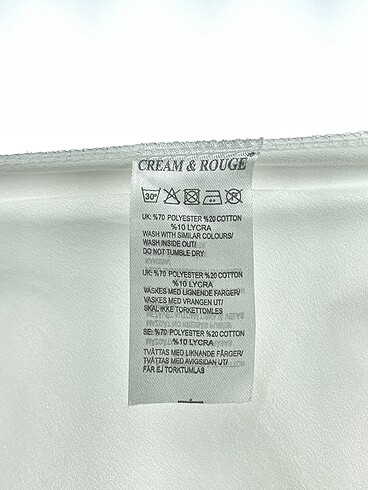 CREAM & ROUGE
30°
UK: %70 POLYESTER %20 COTTON
%10 LYCRA
WASH WITH SIMILAR COLOURS/
WASH INSIDE OUT/
DO NOT TUMBLE DRY
UK: %70 POLYESTER %20 COTTON
%10 LYCRA
VASKES MED LIGNENDE FARGER/
VASKES MED VRANGEN UT/
SKAL IKKE TORKETTOMLES
SE: %70 POLYESTER %20 COTTON
%10 LYCRA
TVÄTTAS MED LIKNANDE FÄRGER/
TVÄTTAS MED AVIGSIDAN UT/
FÅR EJ TORKTUMLAS